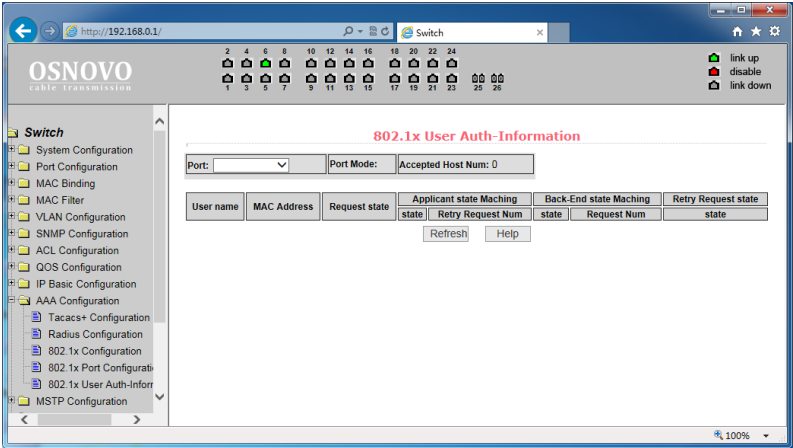 http://192.168.0.1/
Switch
OSNOVO
cable transmission
2 4 6 8 10 12 14 16 18 20 22 24
1 3 5 7 9 11 13 15 17 19 21 23 25 26
link up
disable
link down
Switch
System Configuration
Port Configuration
MAC Binding
MAC Filter
VLAN Configuration
SNMP Configuration
ACL Configuration
QOS Configuration
IP Basic Configuration
AAA Configuration
Tacacs+ Configuration
Radius Configuration
802.1x Configuration
802.1x Port Configurati
802.1x User Auth-Inforr
MSTP Configuration
802.1x User Auth-Information
Port: Port Mode: Accepted Host Num: 0
User name MAC Address Request state Applicant state Maching Back-End state Maching Retry Request state
state Retry Request Num state Request Num state
Refresh Help
100%